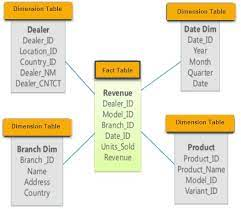 Dimension Table
Dealer
Dealer_ID
Location_ID
Country_ID
Dealer_NM
Dealer_CNTCT
Dimension Table
Date Dim
Date_ID
Year
Month
Quarter
Date
Fact Table
Revenue
Dealer_ID
Model_ID
Branch_ID
Date_ID
Units_Sold
Revenue
Dimension Table
Branch Dim
Branch_ID
Name
Address
Country
Dimension Table
Product
Product_ID
Product_Name
Model_ID
Variant_ID